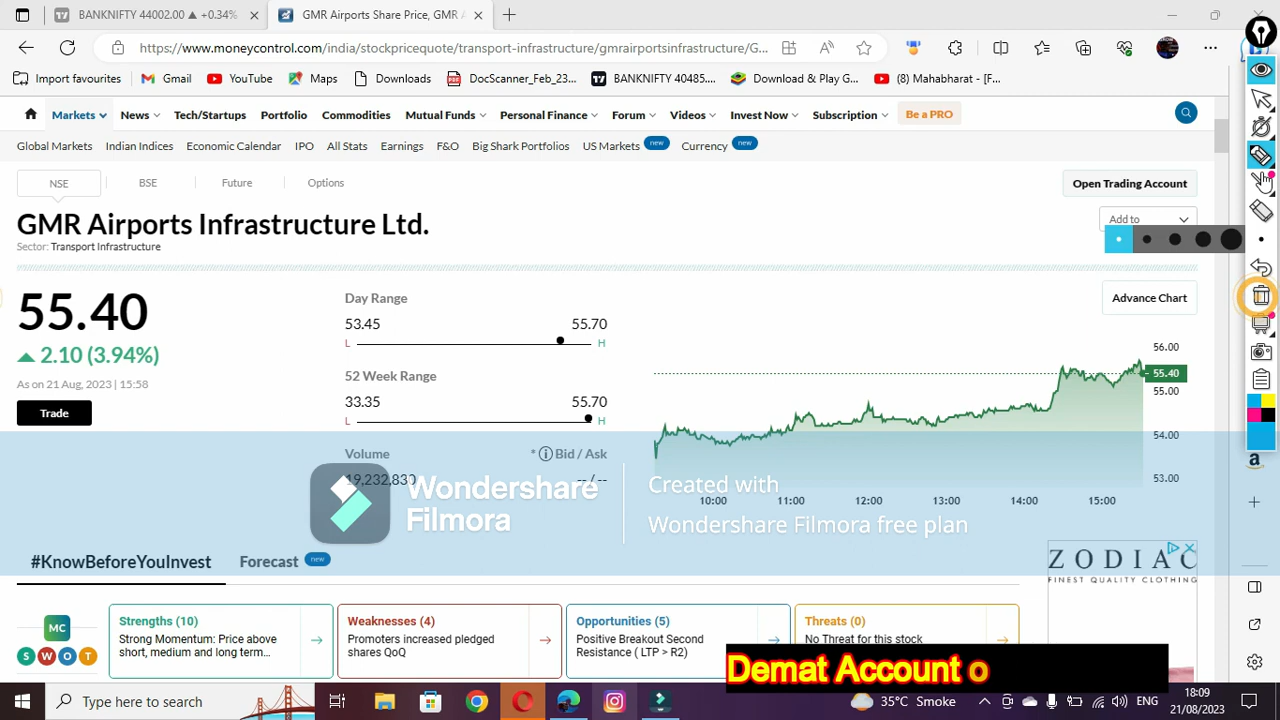 BANKNIFTY 44002.00 ▲ +0.34%
GMR Airports Share Price, GMR A
https://www.moneycontrol.com/india/stockpricequote/transport-infrastructure/gmrairportsinfrastructure/G...
Import favourites
Gmail
YouTube
Maps
Downloads
DocScanner_Feb_23...
BANKNIFTY 40485....
Download & Play G...
(8) Mahabharat - [F...
Markets
News
Tech/Startups
Portfolio
Commodities
Mutual Funds
Personal Finance
Forum
Videos
Invest Now
Subscription
Be a PRO
Global Markets
Indian Indices
Economic Calendar
IPO
All Stats
Earnings
F&O
Big Shark Portfolios
US Markets
new
Currency
new
NSE
BSE
Future
Options
Open Trading Account
GMR Airports Infrastructure Ltd.
Sector: Transport Infrastructure
Add to
55.40
2.10 (3.94%)
As on 21 Aug, 2023 | 15:58
Trade
Day Range
53.45
55.70
L
H
52 Week Range
33.35
55.70
L
H
Volume
* ⓘ Bid / Ask
19,232,830
-- / --
Advance Chart
56.00
55.40
55.00
54.00
53.00
10:00
11:00
12:00
13:00
14:00
15:00
Wondershare
Filmora
Created with
Wondershare Filmora free plan
#KnowBeforeYouInvest
Forecast
new
ZODIAC
FINEST QUALITY CLOTHING
MC
S W O T
Strengths (10)
Strong Momentum: Price above
short, medium and long term...
Weaknesses (4)
Promoters increased pledged
shares QoQ
Opportunities (5)
Positive Breakout Second
Resistance ( LTP > R2)
Threats (0)
No Threat for this stock
Demat Account o
Type here to search
35°C Smoke
ENG
18:09
21/08/2023